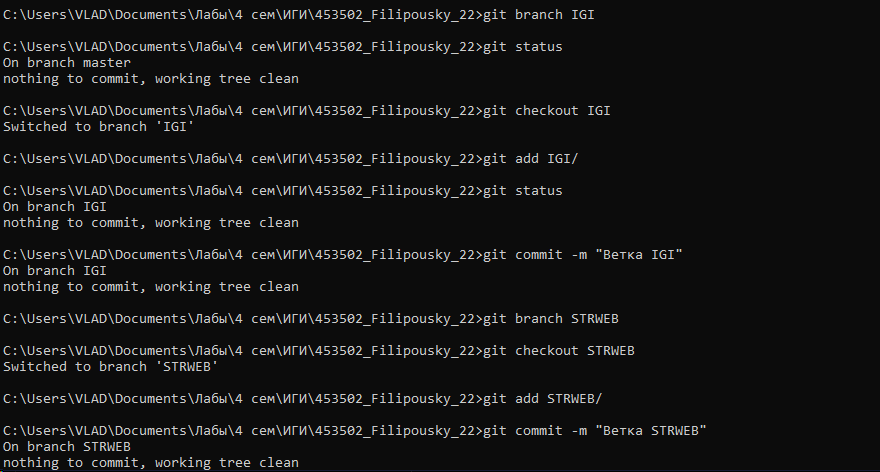 C:\Users\VLAD\Documents\Лабы\4 сем\ИГИ\453502_Filipousky_22>git branch IGI
C:\Users\VLAD\Documents\Лабы\4 сем\ИГИ\453502_Filipousky_22>git status
On branch master
nothing to commit, working tree clean
C:\Users\VLAD\Documents\Лабы\4 сем\ИГИ\453502_Filipousky_22>git checkout IGI
Switched to branch 'IGI'
C:\Users\VLAD\Documents\Лабы\4 сем\ИГИ\453502_Filipousky_22>git add IGI/
C:\Users\VLAD\Documents\Лабы\4 сем\ИГИ\453502_Filipousky_22>git status
On branch IGI
nothing to commit, working tree clean
C:\Users\VLAD\Documents\Лабы\4 сем\ИГИ\453502_Filipousky_22>git commit -m "Ветка IGI"
On branch IGI
nothing to commit, working tree clean
C:\Users\VLAD\Documents\Лабы\4 сем\ИГИ\453502_Filipousky_22>git branch STRWEB
C:\Users\VLAD\Documents\Лабы\4 сем\ИГИ\453502_Filipousky_22>git checkout STRWEB
Switched to branch 'STRWEB'
C:\Users\VLAD\Documents\Лабы\4 сем\ИГИ\453502_Filipousky_22>git add STRWEB/
C:\Users\VLAD\Documents\Лабы\4 сем\ИГИ\453502_Filipousky_22>git commit -m "Ветка STRWEB"
On branch STRWEB
nothing to commit, working tree clean